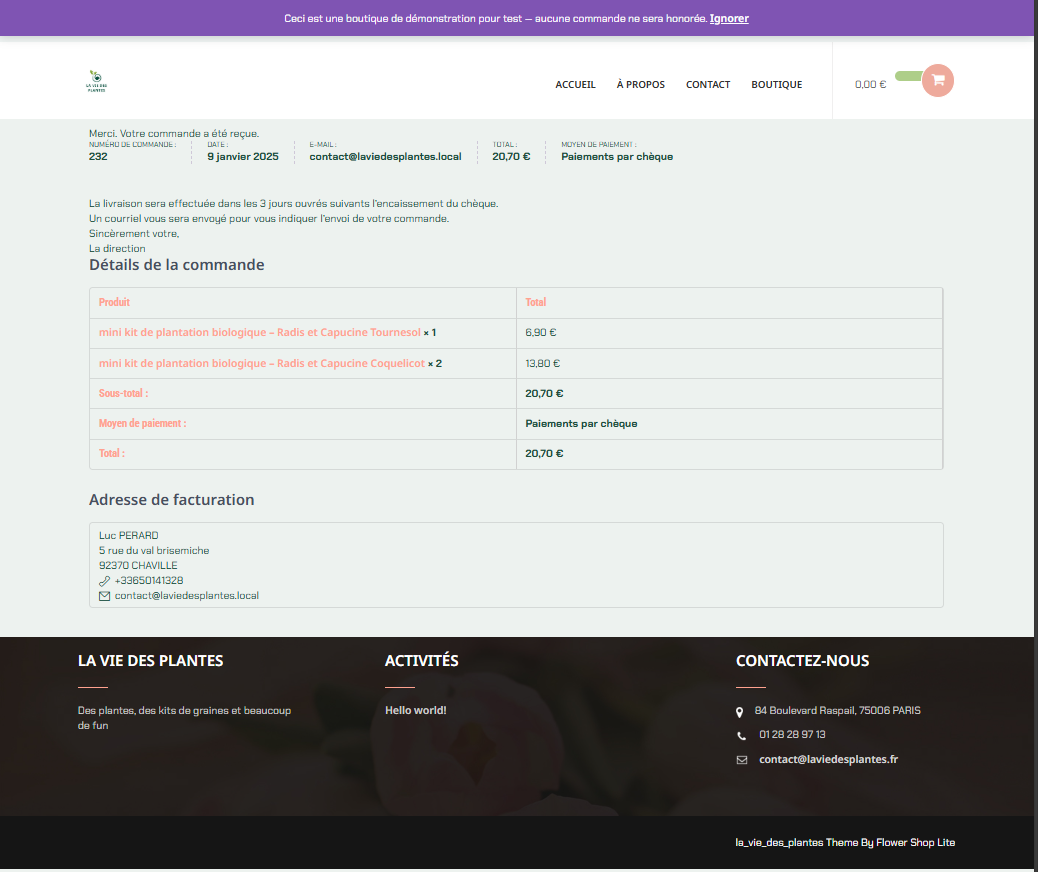 Ceci est une boutique de démonstration pour test — aucune commande ne sera honorée. Ignorer
LA VIE DES
PLANTES
ACCUEIL À PROPOS CONTACT BOUTIQUE 0,00 €
Merci. Votre commande a été reçue.
NUMÉRO DE COMMANDE : DATE : E-MAIL : TOTAL : MOYEN DE PAIEMENT :
232 9 janvier 2025 contact@laviedesplantes.local 20,70 € Paiements par chèque
La livraison sera effectuée dans les 3 jours ouvrés suivants l'encaissement du chèque.
Un courriel vous sera envoyé pour vous indiquer l'envoi de votre commande.
Sincèrement votre,
La direction
Détails de la commande
Produit Total
mini kit de plantation biologique – Radis et Capucine Tournesol × 1 6,90 €
mini kit de plantation biologique – Radis et Capucine Coquelicot × 2 13,80 €
Sous-total : 20,70 €
Moyen de paiement : Paiements par chèque
Total : 20,70 €
Adresse de facturation
Luc PERARD
5 rue du val brisemiche
92370 CHAVILLE
+33650141328
contact@laviedesplantes.local
LA VIE DES PLANTES
Des plantes, des kits de graines et beaucoup
de fun
ACTIVITÉS
Hello world!
CONTACTEZ-NOUS
84 Boulevard Raspail, 75006 PARIS
01 28 28 97 13
contact@laviedesplantes.fr
la_vie_des_plantes Theme By Flower Shop Lite